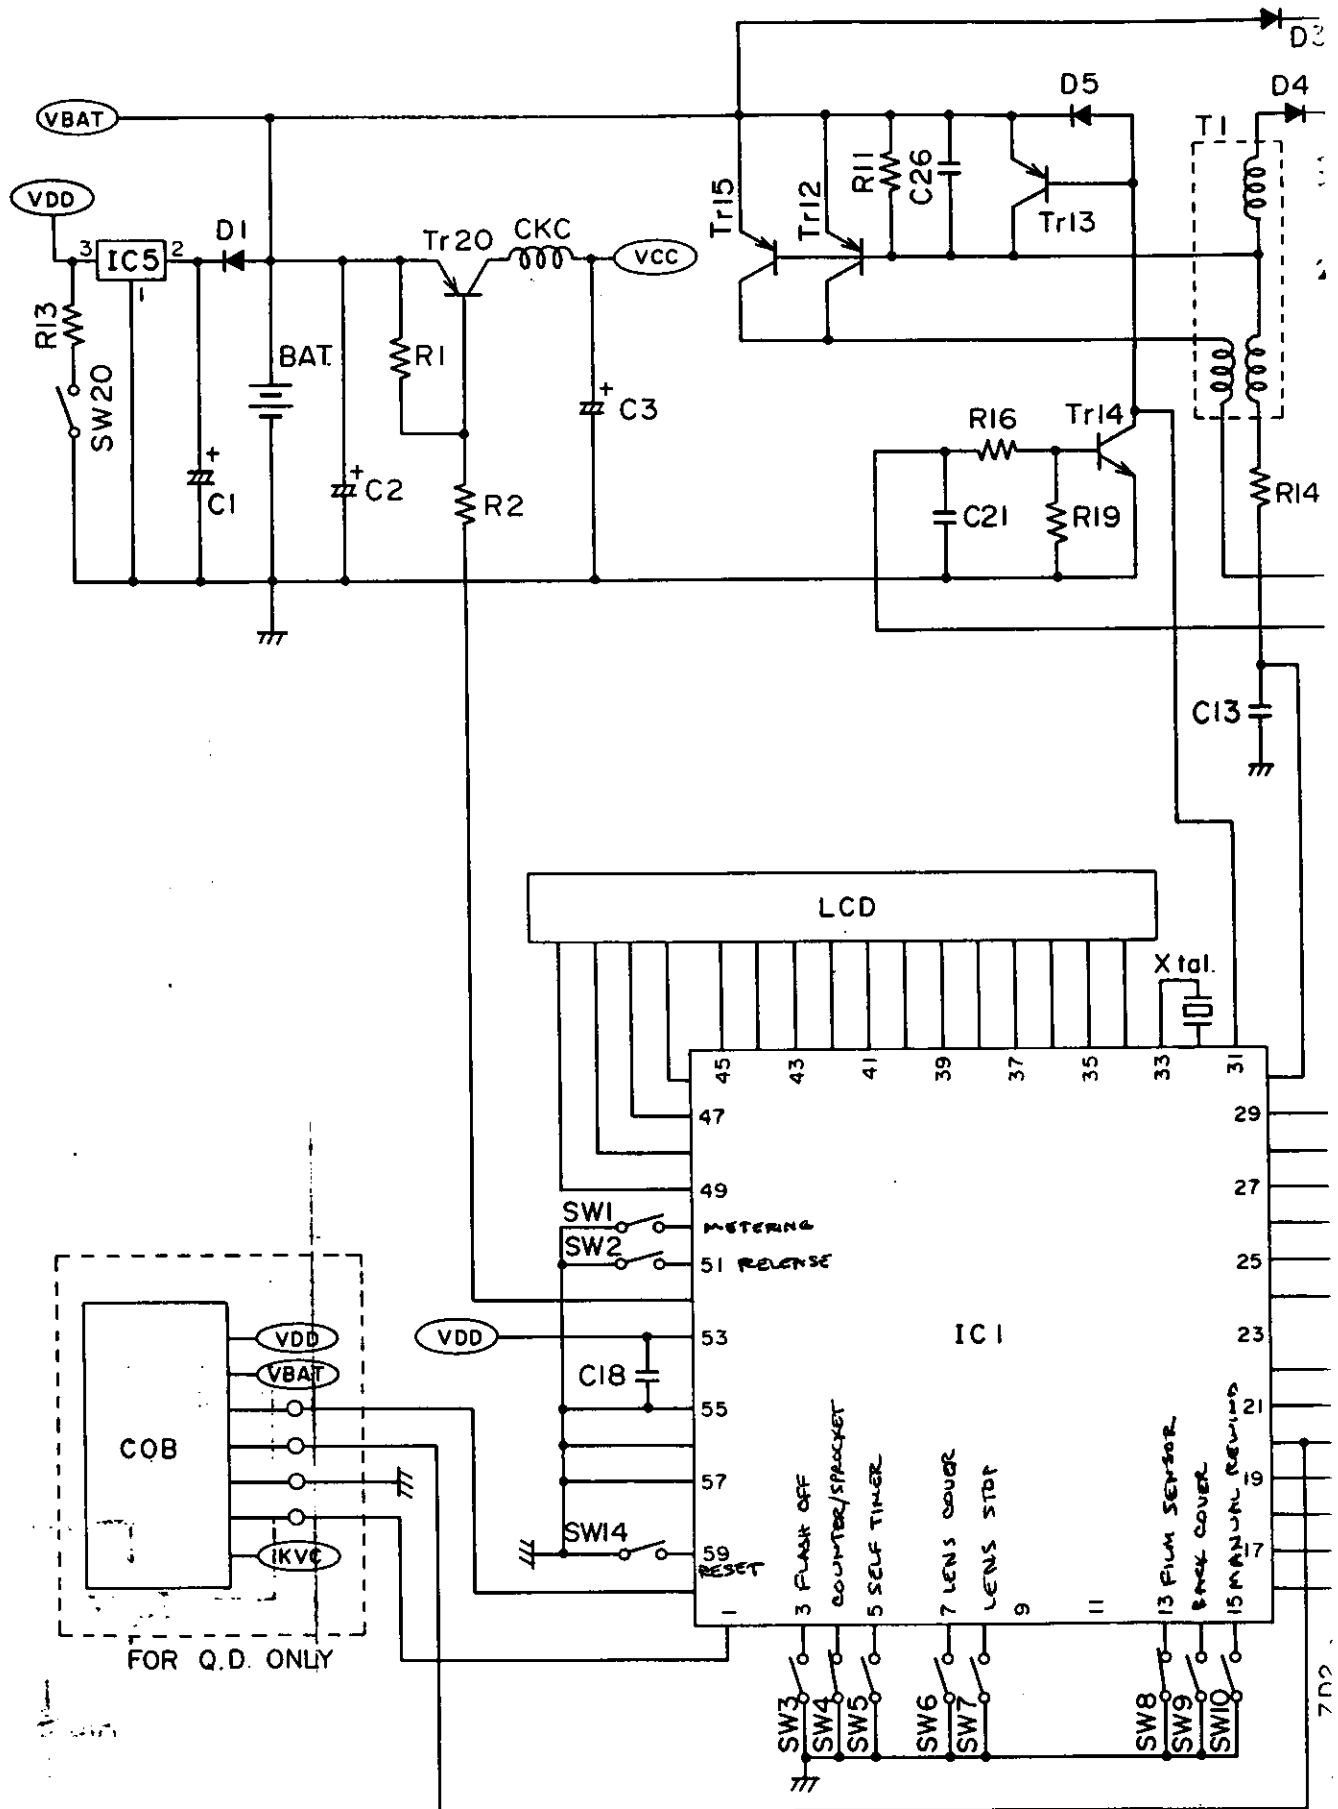 D3
VBAT
D5
D4
T1
VDD
R11
C26
Tr15
Tr12
Tr13
D1
Tr20
CKC
VCC
3
IC5
2
1
R13
SW20
BAT.
R1
C3
C1
C2
R2
R16
Tr14
C21
R19
R14
C13
LCD
X tal.
45
43
41
39
37
35
33
31
47
29
49
27
SW1
METERING
SW2
51 RELENSE
25
VDD
53
IC1
23
C18
55
21
57
19
SW14
59
RESET
17
COB
VDD
VBAT
IKVC
FOR Q.D. ONLY
1
3 FLASH OFF
COUNTER/SPROCKET
5 SELF TIMER
7 LENS COVER
LENS STOP
9
11
13 FILM SENSOR
BACK COVER
15 MANUAL REWIND
SW3
SW4
SW5
SW6
SW7
SW8
SW9
SW10
ZD2